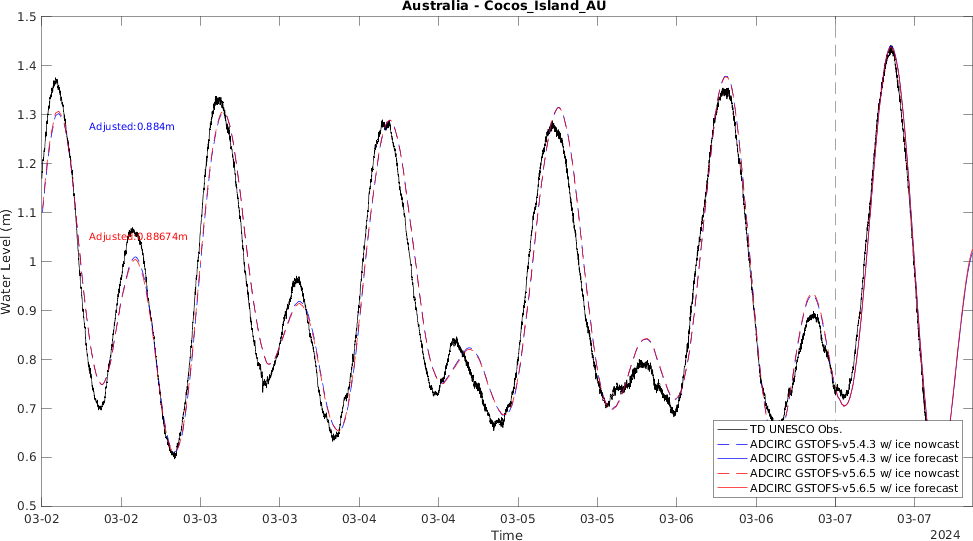 Australia - Cocos_Island_AU
1.5
1.4
1.3
1.2
1.1
1
0.9
0.8
0.7
0.6
0.5
Water Level (m)
Adjusted:0.884m
Adjusted:0.88674m
TD UNESCO Obs.
ADCIRC GSTOFS-v5.4.3 w/ ice nowcast
ADCIRC GSTOFS-v5.4.3 w/ ice forecast
ADCIRC GSTOFS-v5.6.5 w/ ice nowcast
ADCIRC GSTOFS-v5.6.5 w/ ice forecast
03-02 03-02 03-03 03-03 03-04 03-04 03-05 03-05 03-06 03-06 03-07 03-07
Time
2024